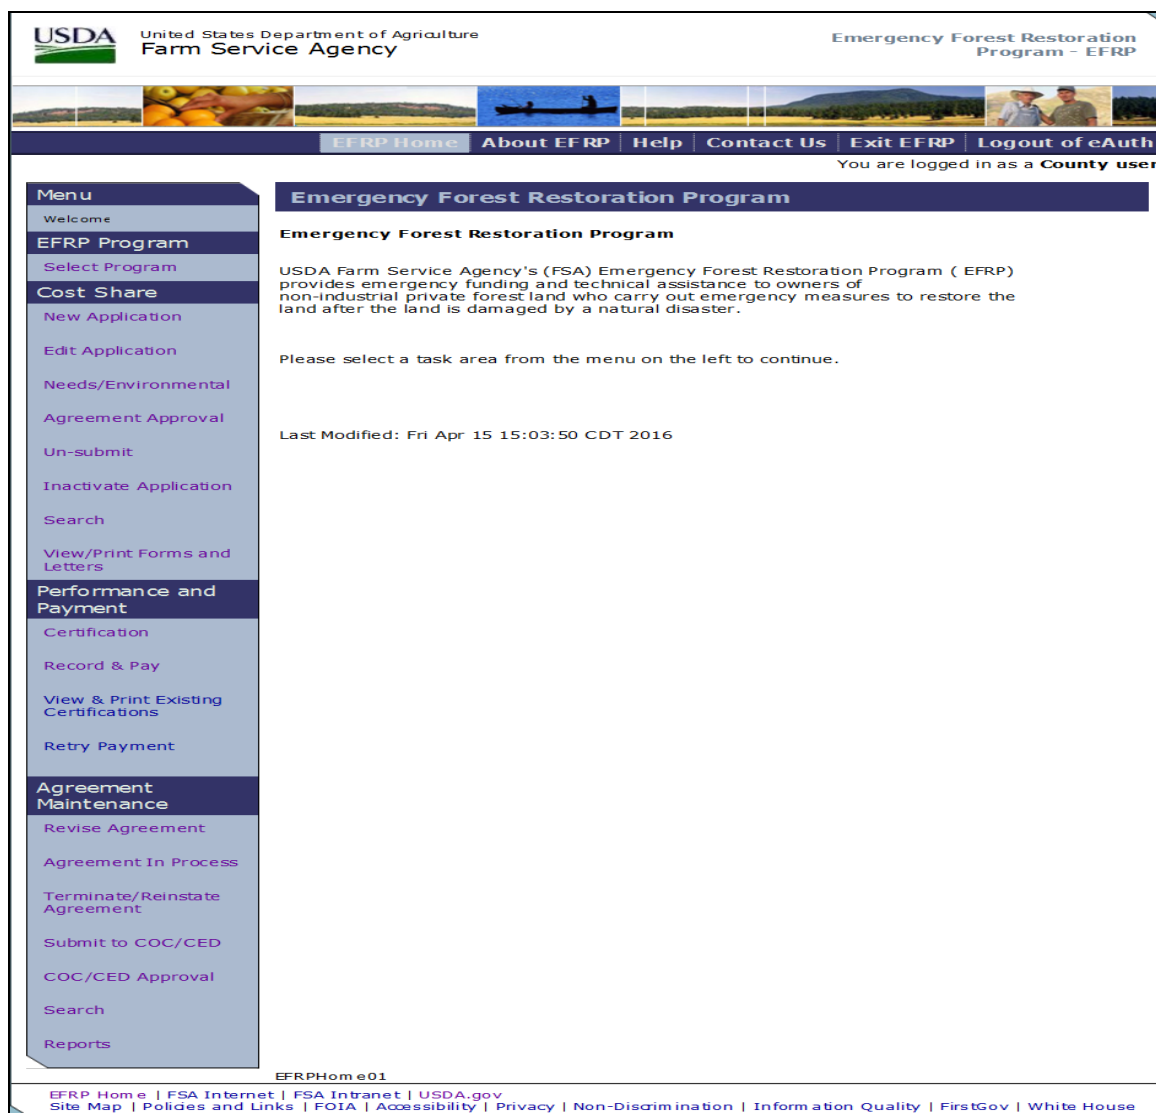 USDA
United States Department of Agriculture
Farm Service Agency
Emergency Forest Restoration
Program - EFRP
EFRP Home About EFRP Help Contact Us Exit EFRP Logout of eAuth
You are logged in as a County user
Menu
Welcome
EFRP Program
Select Program
Cost Share
New Application
Edit Application
Needs/Environmental
Agreement Approval
Un-submit
Inactivate Application
Search
View/Print Forms and
Letters
Performance and
Payment
Certification
Record & Pay
View & Print Existing
Certifications
Retry Payment
Agreement
Maintenance
Revise Agreement
Agreement In Process
Terminate/Reinstate
Agreement
Submit to COC/CED
COC/CED Approval
Search
Reports
Emergency Forest Restoration Program
Emergency Forest Restoration Program
USDA Farm Service Agency's (FSA) Emergency Forest Restoration Program ( EFRP)
provides emergency funding and technical assistance to owners of
non-industrial private forest land who carry out emergency measures to restore the
land after the land is damaged by a natural disaster.
Please select a task area from the menu on the left to continue.
Last Modified: Fri Apr 15 15:03:50 CDT 2016
EFRPHome01
EFRP Home | FSA Internet | FSA Intranet | USDA.gov
Site Map | Policies and Links | FOIA | Accessibility | Privacy | Non-Discrimination | Information Quality | FirstGov | White House